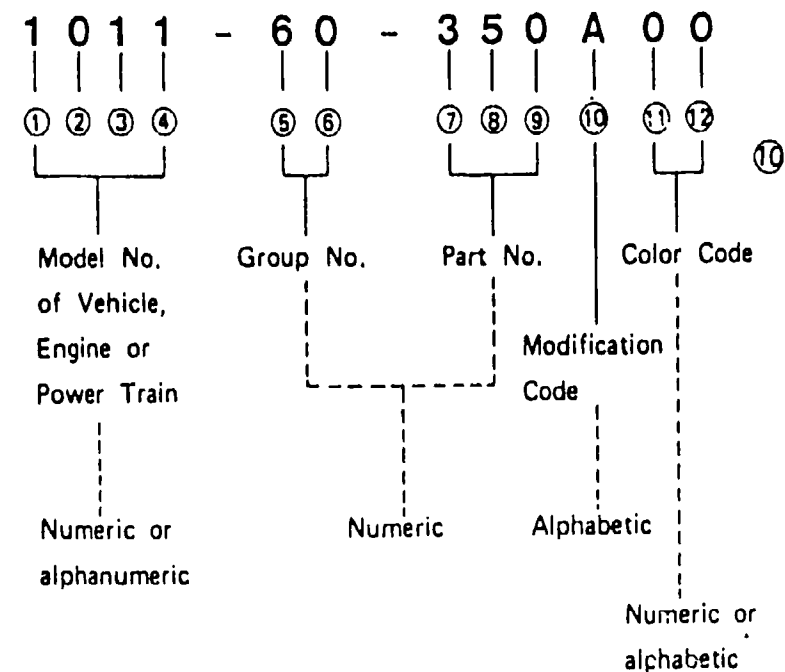 1 0 1 1 - 6 0 - 3 5 0 A 0 0
① ② ③ ④ ⑤ ⑥ ⑦ ⑧ ⑨ ⑩ ⑪ ⑫
⑩
Model No. Group No. Part No. Color Code
of Vehicle,
Engine or Modification
Power Train Code
Numeric or Numeric Alphabetic
alphanumeric
Numeric or
alphabetic